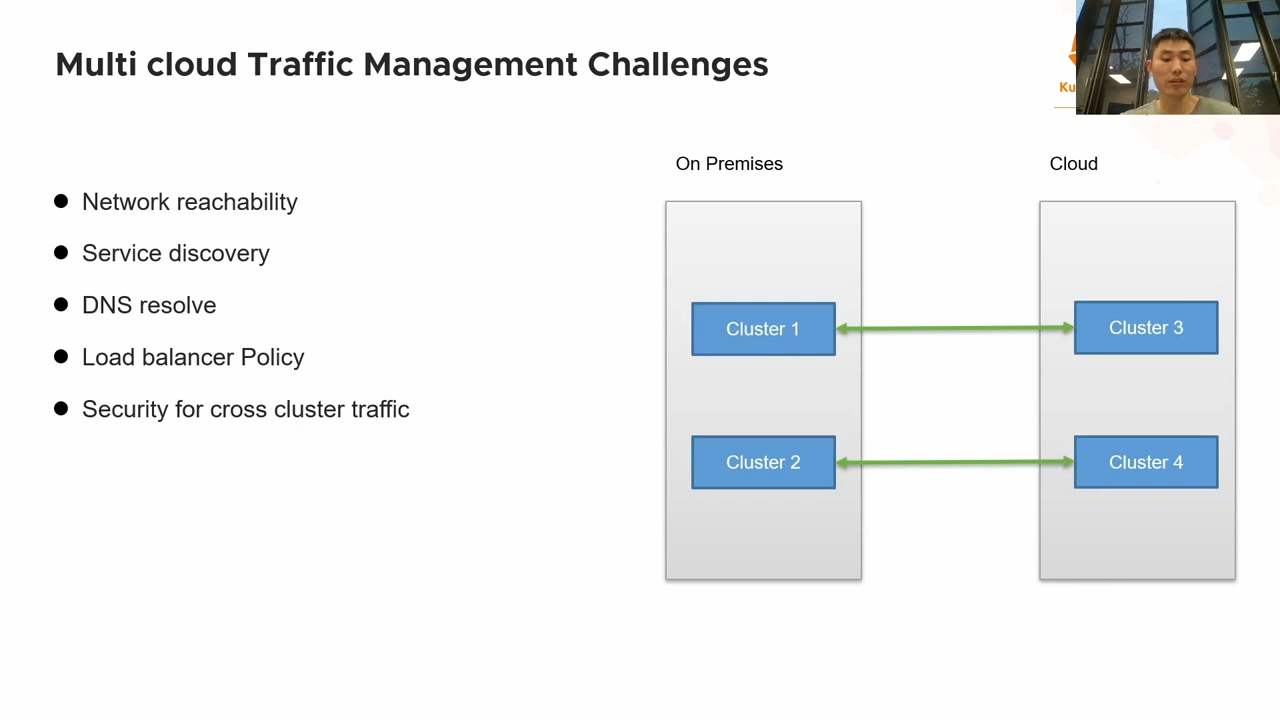 Multi cloud Traffic Management Challenges
On Premises
Cloud
Network reachability
Service discovery
DNS resolve
Load balancer Policy
Security for cross cluster traffic
Cluster 1
Cluster 3
Cluster 2
Cluster 4